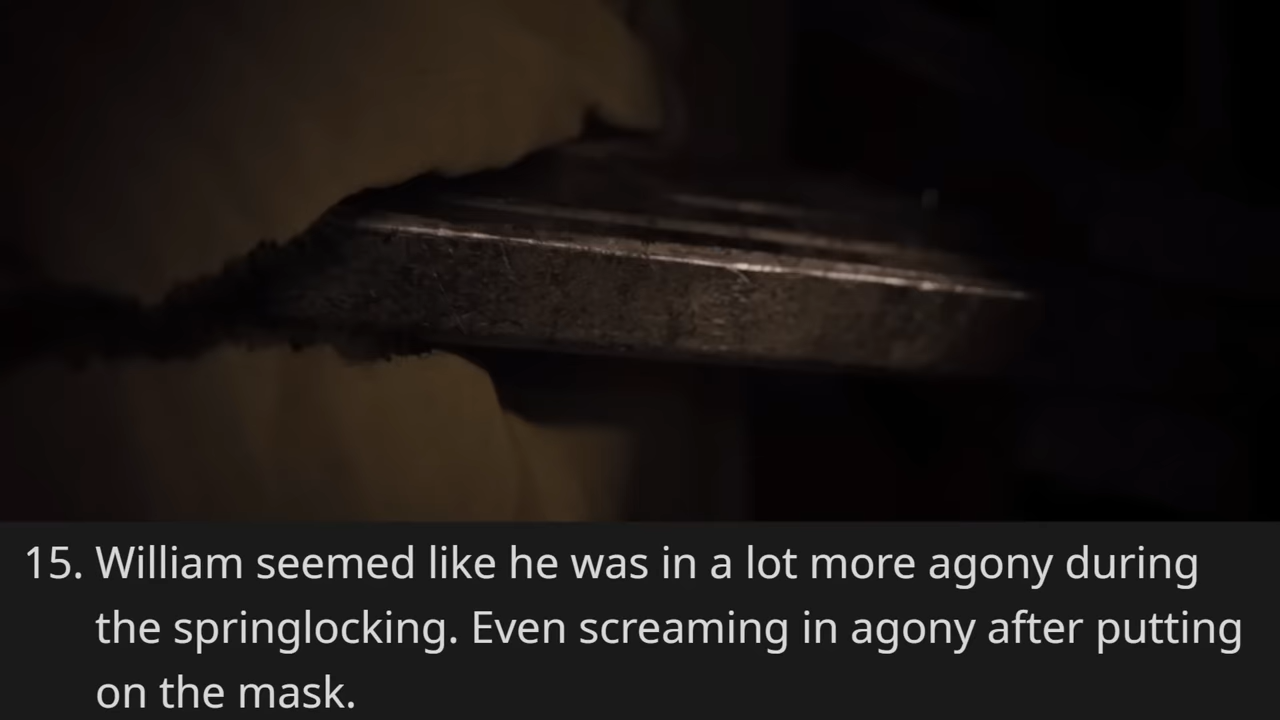 15. William seemed like he was in a lot more agony during
the springlocking. Even screaming in agony after putting
on the mask.